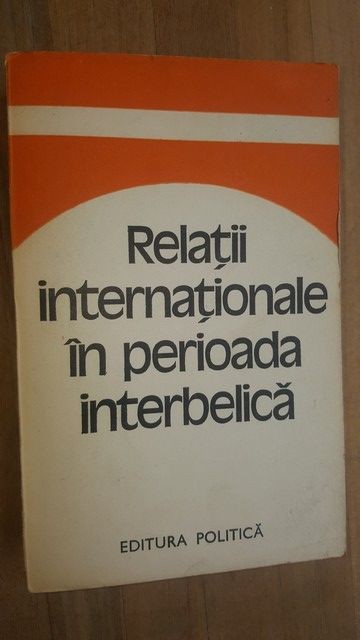 Relații
internaționale
în perioada
interbelică
EDITURA POLITICĂ